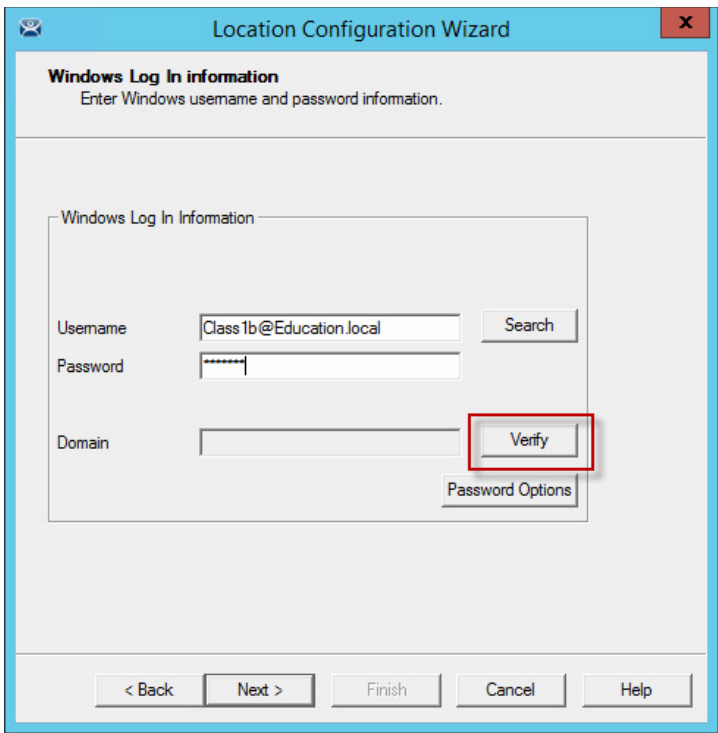 Location Configuration Wizard
x
Windows Log In information
Enter Windows username and password information.
Windows Log In Information
Username Class1b@Education.local Search
Password *******
Domain Verify
Password Options
< Back Next > Finish Cancel Help